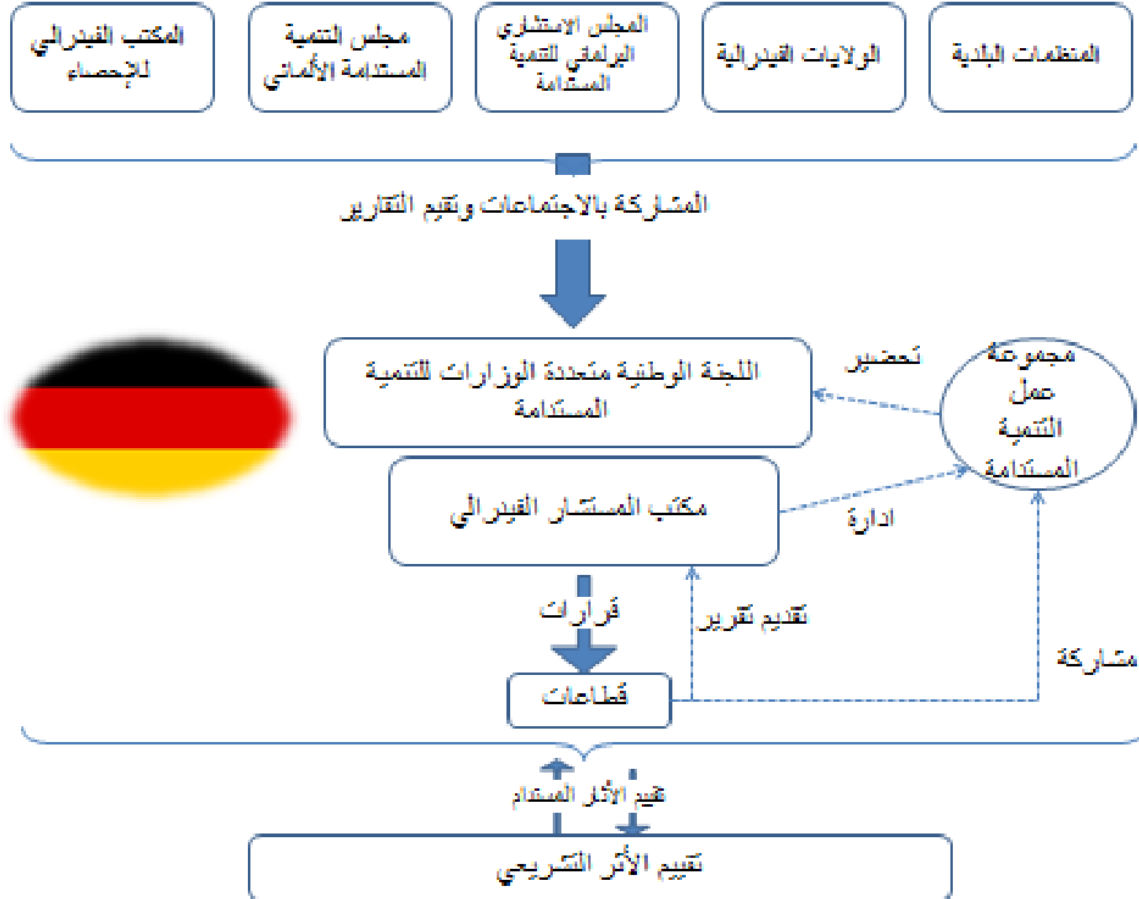 المنظمات البلدية
الولايات الفيدرالية
المجلس الاستشاري
البرلماني للتنمية
المستدامة
مجلس التنمية
المستدامة الألماني
المكتب الفيدرالي
للإحصاء
المشاركة بالاجتماعات وتقيم التقارير
اللجنة الوطنية متعددة الوزارات للتنمية
المستدامة
تحضير
مجموعة
عمل
التنمية
المستدامة
مكتب المستشار الفيدرالي
ادارة
قرارات
تقديم تقرير
مشاركة
قطاعات
تقييم الأثار المستدام
تقييم الأثر التشريعي